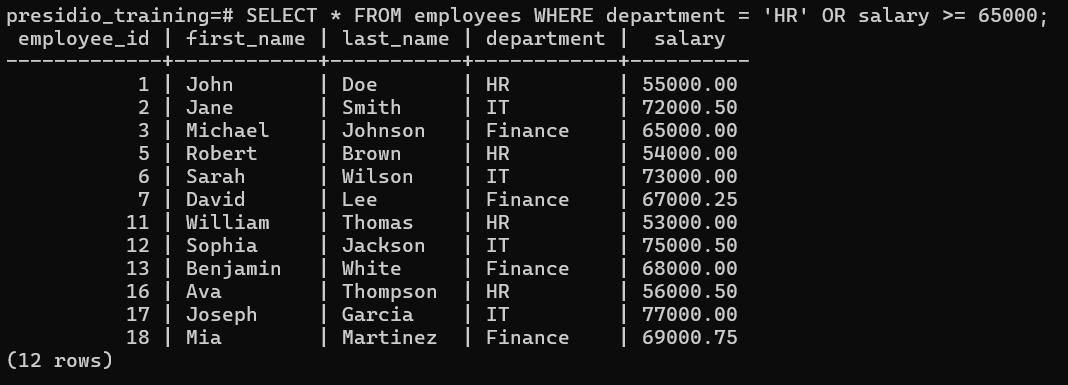 presidio_training=# SELECT * FROM employees WHERE department = 'HR' OR salary >= 65000;
 employee_id | first_name | last_name | department |  salary
-------------+------------+-----------+------------+----------
           1 | John       | Doe       | HR         | 55000.00
           2 | Jane       | Smith     | IT         | 72000.50
           3 | Michael    | Johnson   | Finance    | 65000.00
           5 | Robert     | Brown     | HR         | 54000.00
           6 | Sarah      | Wilson    | IT         | 73000.00
           7 | David      | Lee       | Finance    | 67000.25
          11 | William    | Thomas    | HR         | 53000.00
          12 | Sophia     | Jackson   | IT         | 75000.50
          13 | Benjamin   | White     | Finance    | 68000.00
          16 | Ava        | Thompson  | HR         | 56000.50
          17 | Joseph     | Garcia    | IT         | 77000.00
          18 | Mia        | Martinez  | Finance    | 69000.75
(12 rows)